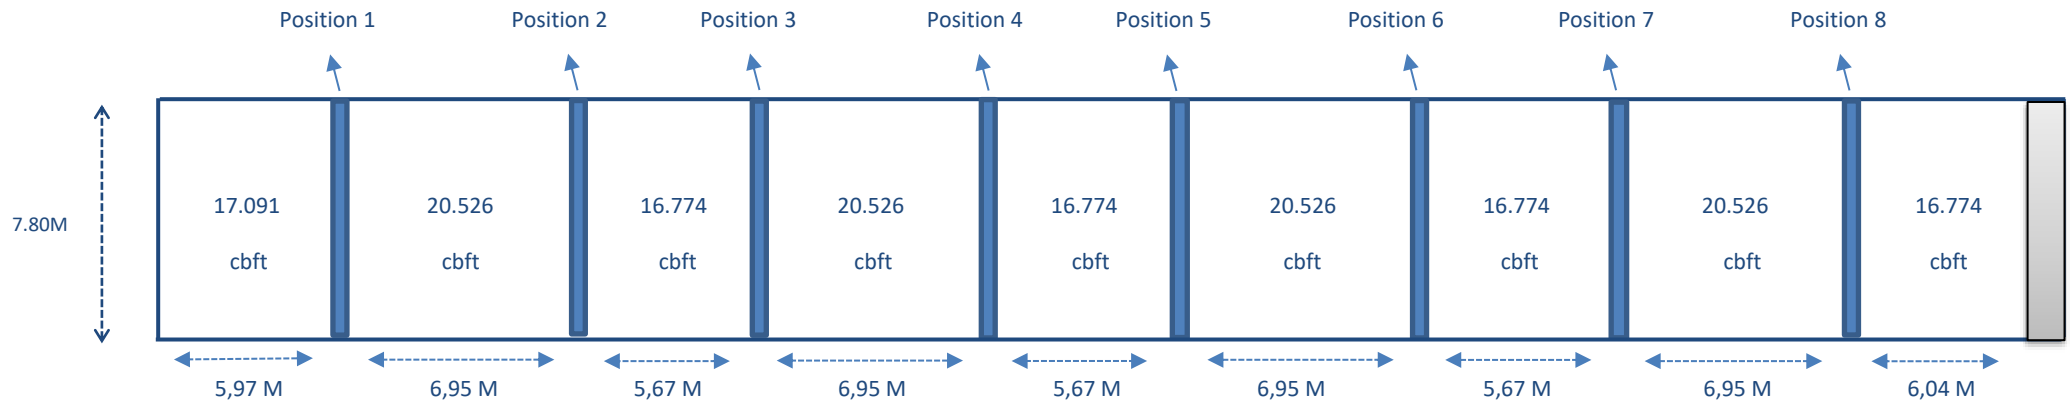 Position 1
Position 2
Position 3
Position 4
Position 5
Position 6
Position 7
Position 8
7.80M
17.091
cbft
20.526
cbft
16.774
cbft
20.526
cbft
16.774
cbft
20.526
cbft
16.774
cbft
20.526
cbft
16.774
cbft
5,97 M
6,95 M
5,67 M
6,95 M
5,67 M
6,95 M
5,67 M
6,95 M
6,04 M